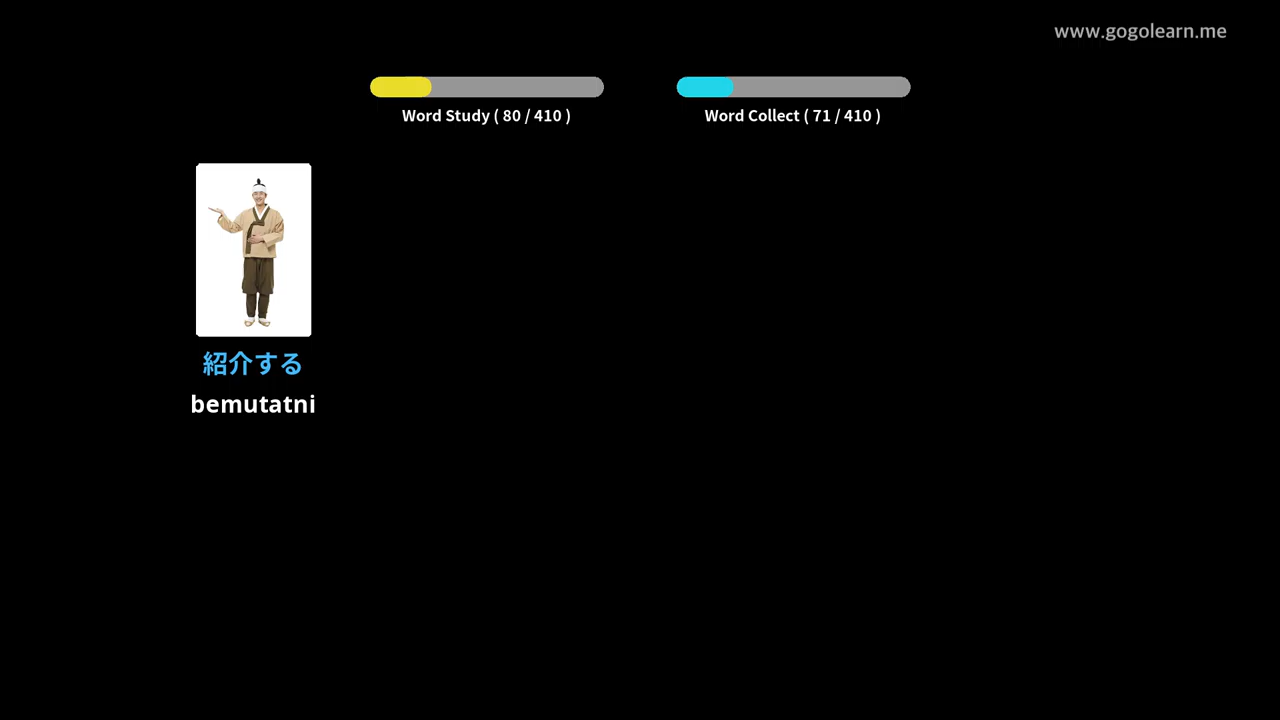 www.gogolearn.me
Word Study ( 80 / 410 )
Word Collect ( 71 / 410 )
紹介する
bemutatni